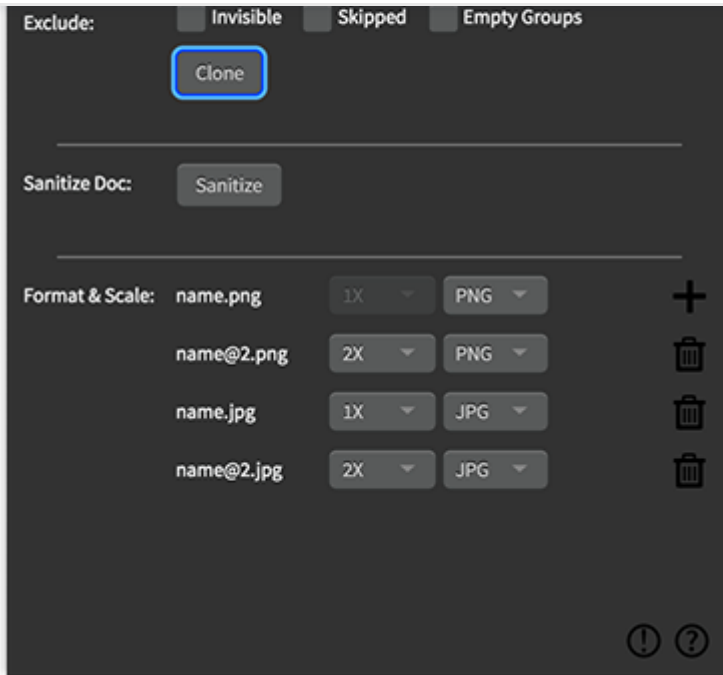 Exclude: Invisible Skipped Empty Groups
Clone
Sanitize Doc: Sanitize
Format & Scale: name.png 1X PNG
name@2.png 2X PNG
name.jpg 1X JPG
name@2.jpg 2X JPG